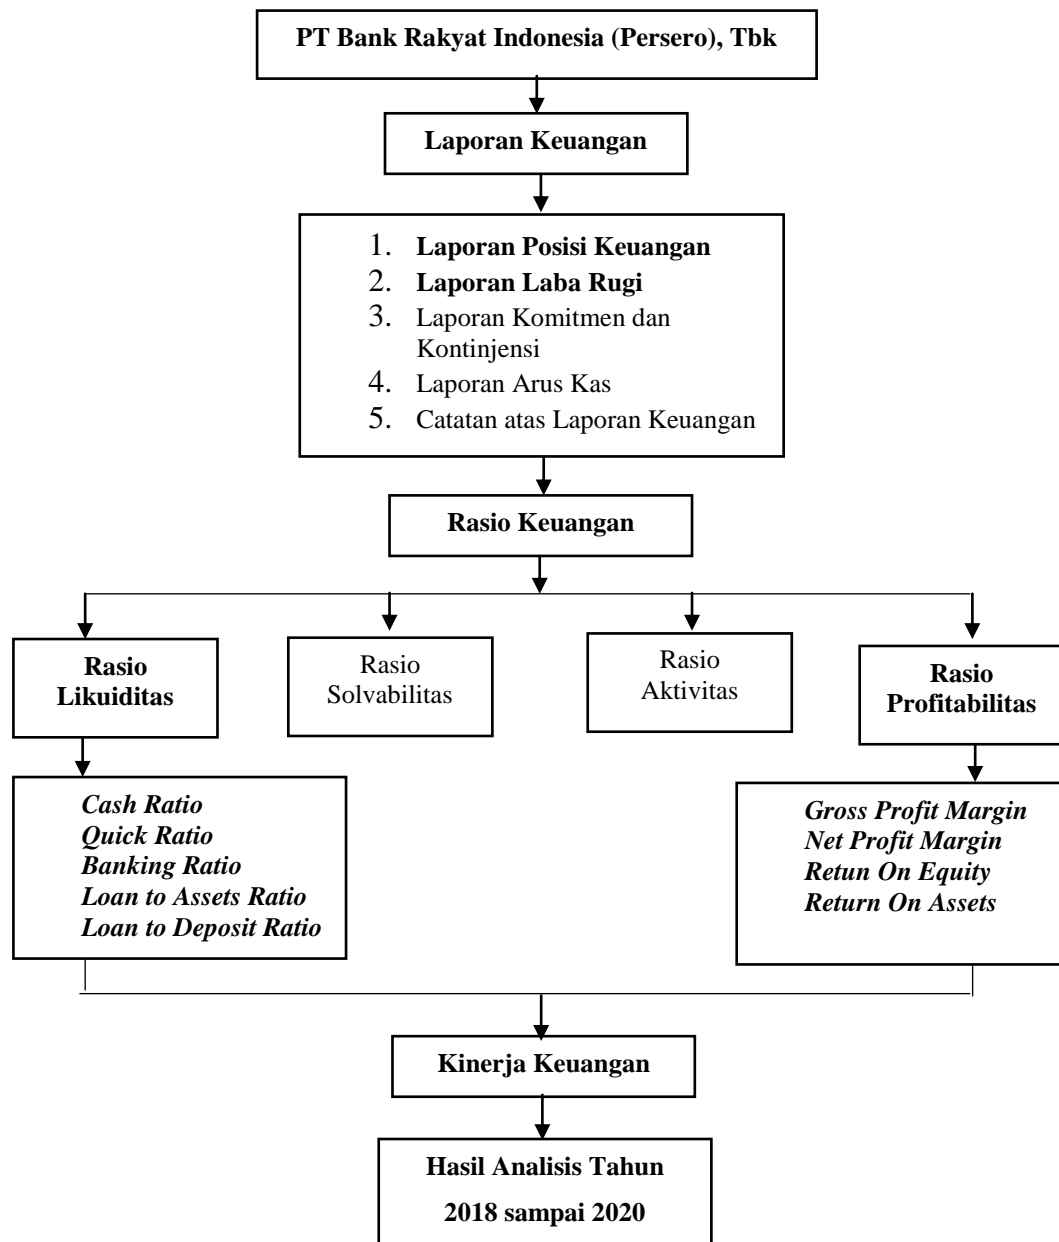 PT Bank Rakyat Indonesia (Persero), Tbk
Laporan Keuangan
1. Laporan Posisi Keuangan
2. Laporan Laba Rugi
3. Laporan Komitmen dan
Kontinjensi
4. Laporan Arus Kas
5. Catatan atas Laporan Keuangan
Rasio Keuangan
Rasio
Likuiditas
Rasio
Solvabilitas
Rasio
Aktivitas
Rasio
Profitabilitas
Cash Ratio
Quick Ratio
Banking Ratio
Loan to Assets Ratio
Loan to Deposit Ratio
Gross Profit Margin
Net Profit Margin
Retun On Equity
Return On Assets
Kinerja Keuangan
Hasil Analisis Tahun
2018 sampai 2020